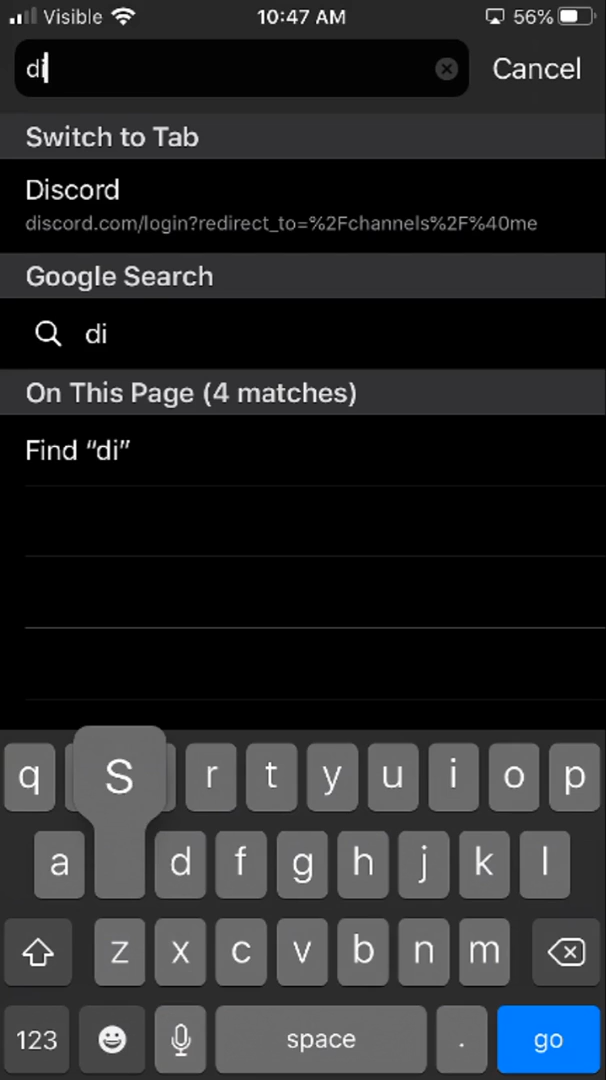 Visible 10:47 AM 56%
di Cancel
Switch to Tab
Discord
discord.com/login?redirect_to=%2Fchannels%2F%40me
Google Search
di
On This Page (4 matches)
Find “di”
q S r t y u i o p
a d f g h j k l
z x c v b n m
123 space . go